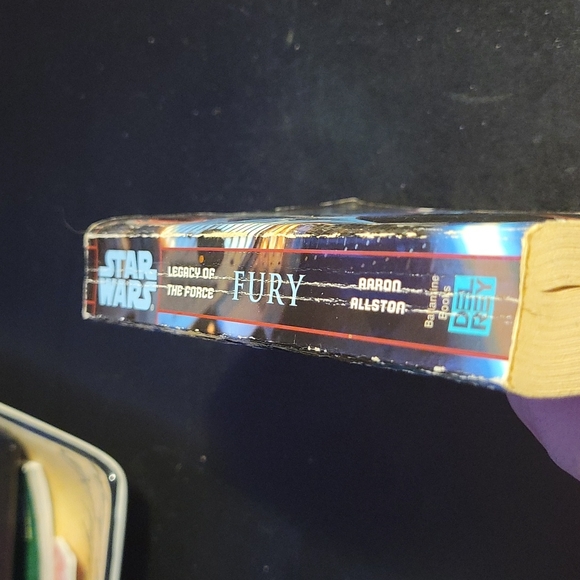 STAR
WARS
LEGACY OF
THE FORCE
FURY
AARON
ALLSTON
Ballantine
Books
DEL
REY